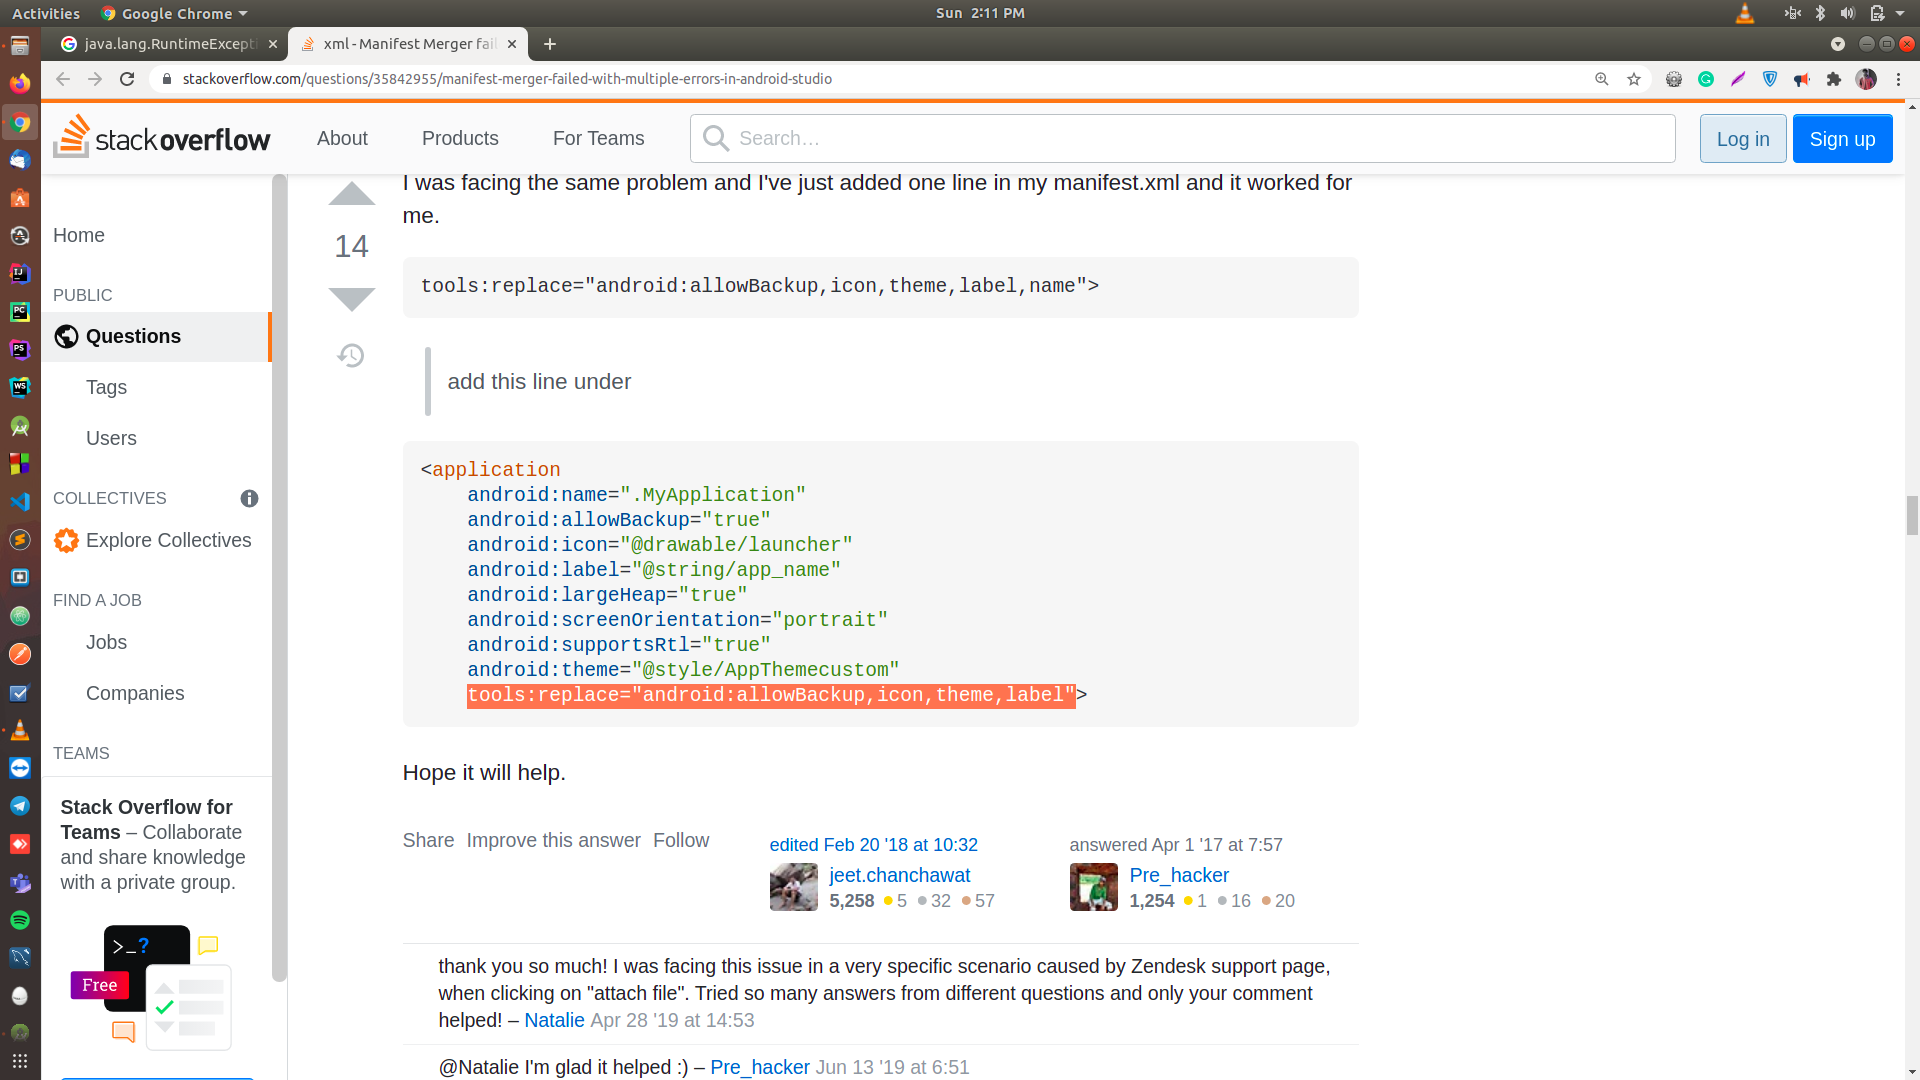 Activities
Google Chrome
Sun 2:11 PM
java.lang.RuntimeExcepti
xml - Manifest Merger fail
stackoverflow.com/questions/35842955/manifest-merger-failed-with-multiple-errors-in-android-studio
stackoverflow
About
Products
For Teams
Search...
Log in
Sign up
Home
PUBLIC
Questions
Tags
Users
COLLECTIVES
Explore Collectives
FIND A JOB
Jobs
Companies
TEAMS
Stack Overflow for
Teams – Collaborate
and share knowledge
with a private group.
>_?
Free
I was facing the same problem and I've just added one line in my manifest.xml and it worked for
me.
14
tools:replace="android:allowBackup,icon,theme,label,name">
add this line under
<application
android:name=".MyApplication"
android:allowBackup="true"
android:icon="@drawable/launcher"
android:label="@string/app_name"
android:largeHeap="true"
android:screenOrientation="portrait"
android:supportsRtl="true"
android:theme="@style/AppThemecustom"
tools:replace="android:allowBackup,icon,theme,label">
Hope it will help.
Share Improve this answer Follow
edited Feb 20 '18 at 10:32
jeet.chanchawat
5,258 5 32 57
answered Apr 1 '17 at 7:57
Pre_hacker
1,254 1 16 20
thank you so much! I was facing this issue in a very specific scenario caused by Zendesk support page,
when clicking on "attach file". Tried so many answers from different questions and only your comment
helped! – Natalie Apr 28 '19 at 14:53
@Natalie I'm glad it helped :) – Pre_hacker Jun 13 '19 at 6:51